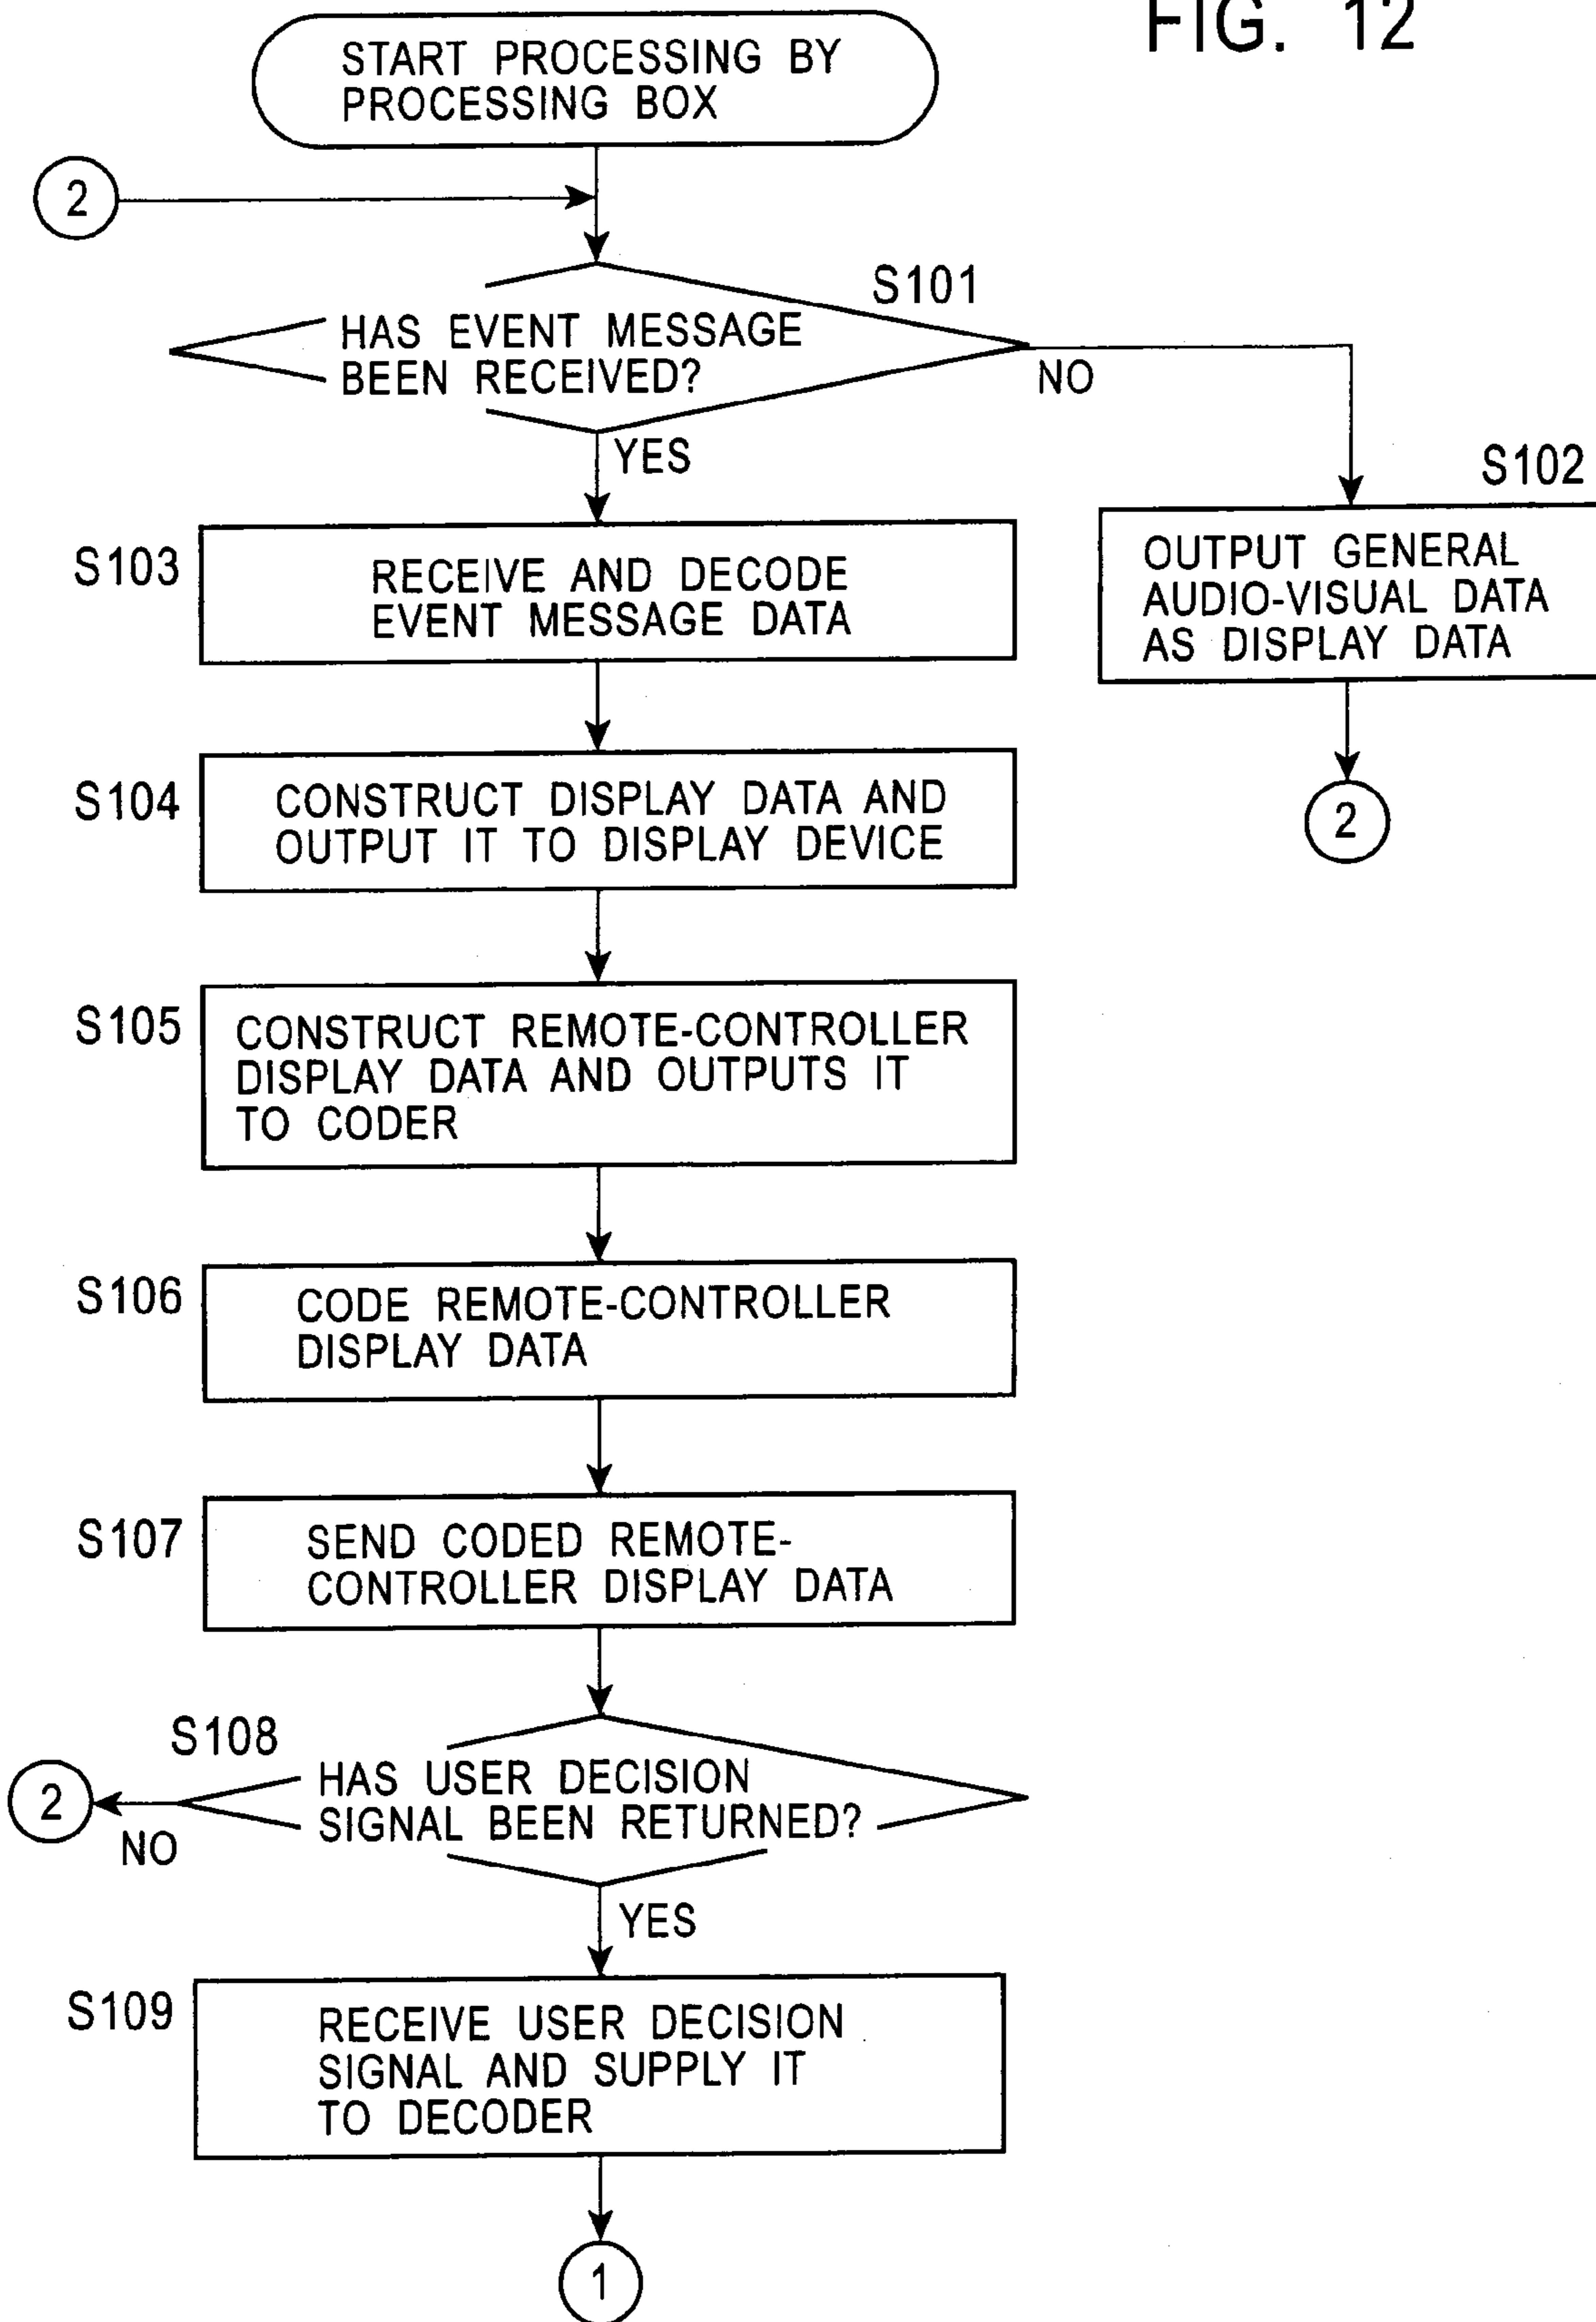 FIG. 12
START PROCESSING BY
PROCESSING BOX
2
S101
HAS EVENT MESSAGE
BEEN RECEIVED?
NO
YES
S102
OUTPUT GENERAL
AUDIO-VISUAL DATA
AS DISPLAY DATA
2
S103
RECEIVE AND DECODE
EVENT MESSAGE DATA
S104
CONSTRUCT DISPLAY DATA AND
OUTPUT IT TO DISPLAY DEVICE
S105
CONSTRUCT REMOTE-CONTROLLER
DISPLAY DATA AND OUTPUTS IT
TO CODER
S106
CODE REMOTE-CONTROLLER
DISPLAY DATA
S107
SEND CODED REMOTE-
CONTROLLER DISPLAY DATA
S108
HAS USER DECISION
SIGNAL BEEN RETURNED?
2
NO
YES
S109
RECEIVE USER DECISION
SIGNAL AND SUPPLY IT
TO DECODER
1